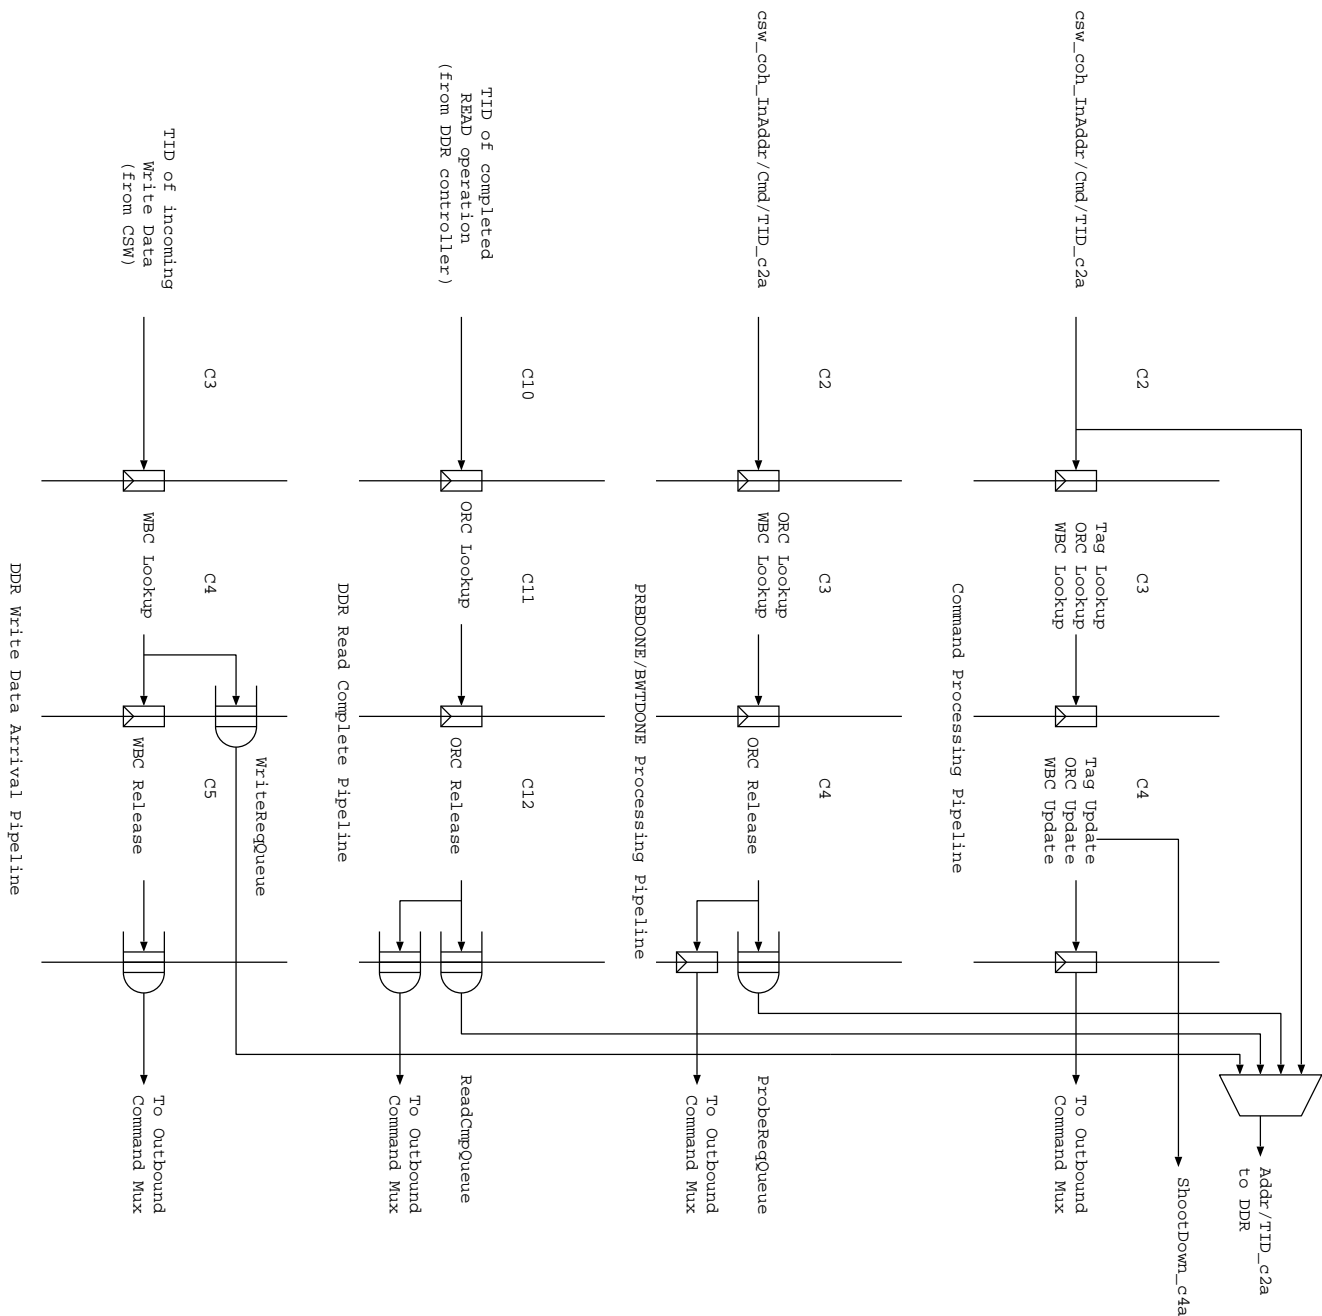 csw_coh_InAddr/Cmd/TID_c2a
C2
Tag Lookup
ORC Lookup
WBC Lookup
C3
Tag Update
ORC Update
WBC Update
C4
To Outbound
Command Mux
ShootDown_c4a
Addr/TID_c2a
to DDR
Command Processing Pipeline
csw_coh_InAddr/Cmd/TID_c2a
C2
ORC Lookup
WBC Lookup
C3
ORC Release
C4
ProbeReqQueue
To Outbound
Command Mux
PRBDONE/BWTDONE Processing Pipeline
TID of completed
READ operation
(from DDR controller)
C10
ORC Lookup
C11
ORC Release
C12
ReadCmpQueue
To Outbound
Command Mux
DDR Read Complete Pipeline
TID of incoming
Write Data
(from CSW)
C3
WBC Lookup
C4
WriteReqQueue
WBC Release
C5
To Outbound
Command Mux
DDR Write Data Arrival Pipeline